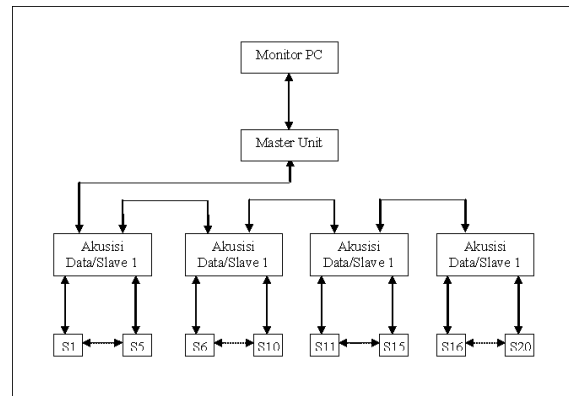 Monitor PC
Master Unit
Akusisi
Data/Slave 1
Akusisi
Data/Slave 1
Akusisi
Data/Slave 1
Akusisi
Data/Slave 1
S1
S5
S6
S10
S11
S15
S16
S20